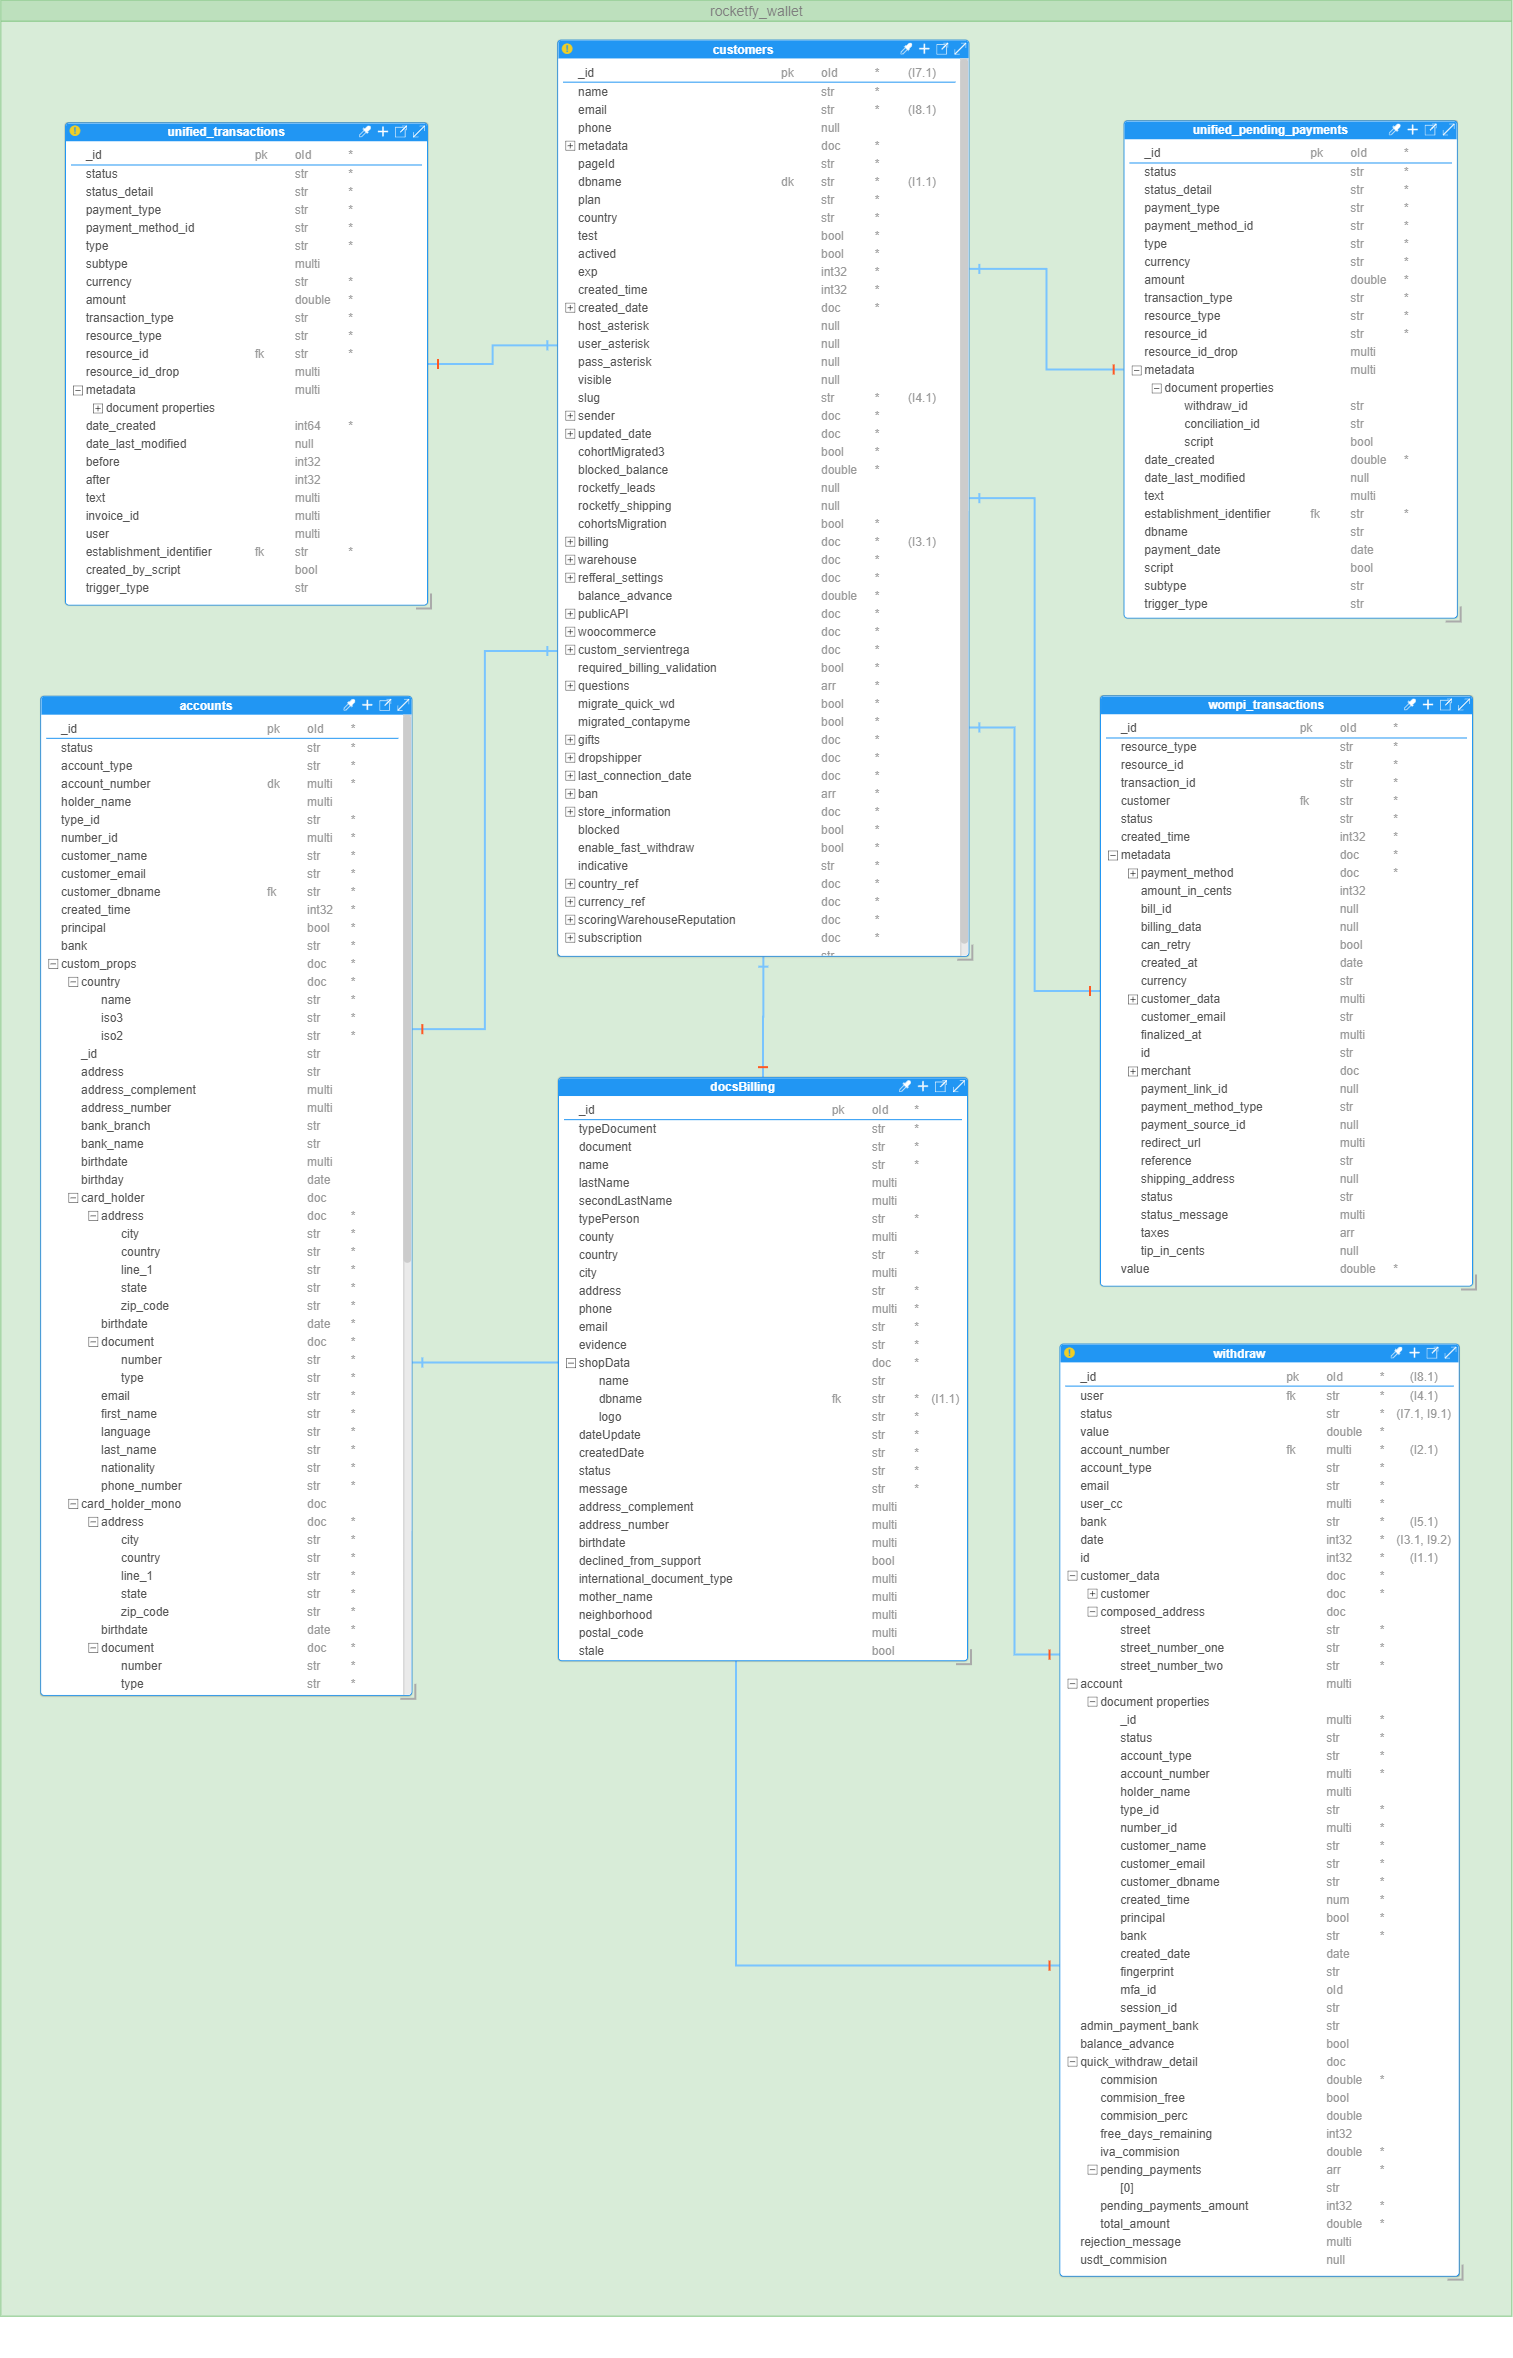 rocketfy_wallet
customers
_id pk old * (I7.1)
name str *
email str * (I8.1)
phone null
metadata doc *
pageId str *
dbname dk str * (I1.1)
plan str *
country str *
test bool *
actived bool *
exp int32 *
created_time int32 *
created_date doc *
host_asterisk null
user_asterisk null
pass_asterisk null
visible null
slug str * (I4.1)
sender doc *
updated_date doc *
cohortMigrated3 bool *
blocked_balance double *
rocketfy_leads null
rocketfy_shipping null
cohortsMigration bool *
billing doc * (I3.1)
warehouse doc *
refferal_settings doc *
balance_advance double *
publicAPI doc *
woocommerce doc *
custom_servientrega doc *
required_billing_validation bool *
questions arr *
migrate_quick_wd bool *
migrated_contapyme bool *
gifts doc *
dropshipper doc *
last_connection_date doc *
ban arr *
store_information doc *
blocked bool *
enable_fast_withdraw bool *
indicative str *
country_ref doc *
currency_ref doc *
scoringWarehouseReputation doc *
subscription doc *
unified_transactions
_id pk old *
status str *
status_detail str *
payment_type str *
payment_method_id str *
type str *
subtype multi
currency str *
amount double *
transaction_type str *
resource_type str *
resource_id fk str *
resource_id_drop multi
metadata multi
document properties
date_created int64 *
date_last_modified null
before int32
after int32
text multi
invoice_id multi
user multi
establishment_identifier fk str *
created_by_script bool
trigger_type str
unified_pending_payments
_id pk old *
status str *
status_detail str *
payment_type str *
payment_method_id str *
type str *
currency str *
amount double *
transaction_type str *
resource_type str *
resource_id str *
resource_id_drop multi
metadata multi
document properties
withdraw_id str
conciliation_id str
script bool
date_created double *
date_last_modified null
text multi
establishment_identifier fk str *
dbname str
payment_date date
script bool
subtype str
trigger_type str
accounts
_id pk old *
status str *
account_type str *
account_number dk multi *
holder_name multi
type_id str *
number_id multi *
customer_name str *
customer_email str *
customer_dbname fk str *
created_time int32 *
principal bool *
bank str *
custom_props doc *
country doc *
name str *
iso3 str *
iso2 str *
_id str
address str
address_complement multi
address_number multi
bank_branch str
bank_name str
birthdate multi
birthday date
card_holder doc
address doc *
city str *
country str *
line_1 str *
state str *
zip_code str *
birthdate date *
document doc *
number str *
type str *
email str *
first_name str *
language str *
last_name str *
nationality str *
phone_number str *
card_holder_mono doc
address doc *
city str *
country str *
line_1 str *
state str *
zip_code str *
birthdate date *
document doc *
number str *
type str *
wompi_transactions
_id pk old *
resource_type str *
resource_id str *
transaction_id str *
customer fk str *
status str *
created_time int32 *
metadata doc *
payment_method doc *
amount_in_cents int32
bill_id null
billing_data null
can_retry bool
created_at date
currency str
customer_data multi
customer_email str
finalized_at multi
id str
merchant doc
payment_link_id null
payment_method_type str
payment_source_id null
redirect_url multi
reference str
shipping_address null
status str
status_message multi
taxes arr
tip_in_cents null
value double *
docsBilling
_id pk old *
typeDocument str *
document str *
name str *
lastName multi
secondLastName multi
typePerson str *
county multi
country str *
city multi
address str *
phone multi *
email str *
evidence str *
shopData doc *
name str
dbname fk str * (I1.1)
logo str *
dateUpdate str *
createdDate str *
status str *
message str *
address_complement multi
address_number multi
birthdate multi
declined_from_support bool
international_document_type multi
mother_name multi
neighborhood multi
postal_code multi
stale bool
withdraw
_id pk old * (I8.1)
user fk str * (I4.1)
status str * (I7.1, I9.1)
value double *
account_number fk multi * (I2.1)
account_type str *
email str *
user_cc multi *
bank str * (I5.1)
date int32 * (I3.1, I9.2)
id int32 * (I1.1)
customer_data doc *
customer doc *
composed_address doc
street str *
street_number_one str *
street_number_two str *
account multi
document properties
_id multi *
status str *
account_type str *
account_number multi *
holder_name multi
type_id str *
number_id multi *
customer_name str *
customer_email str *
customer_dbname str *
created_time num *
principal bool *
bank str *
created_date date
fingerprint str
mfa_id old
session_id str
admin_payment_bank str
balance_advance bool
quick_withdraw_detail doc
commision double *
commision_free bool
commision_perc double
free_days_remaining int32
iva_commision double *
pending_payments arr *
[0] str
pending_payments_amount int32 *
total_amount double *
rejection_message multi
usdt_commision null